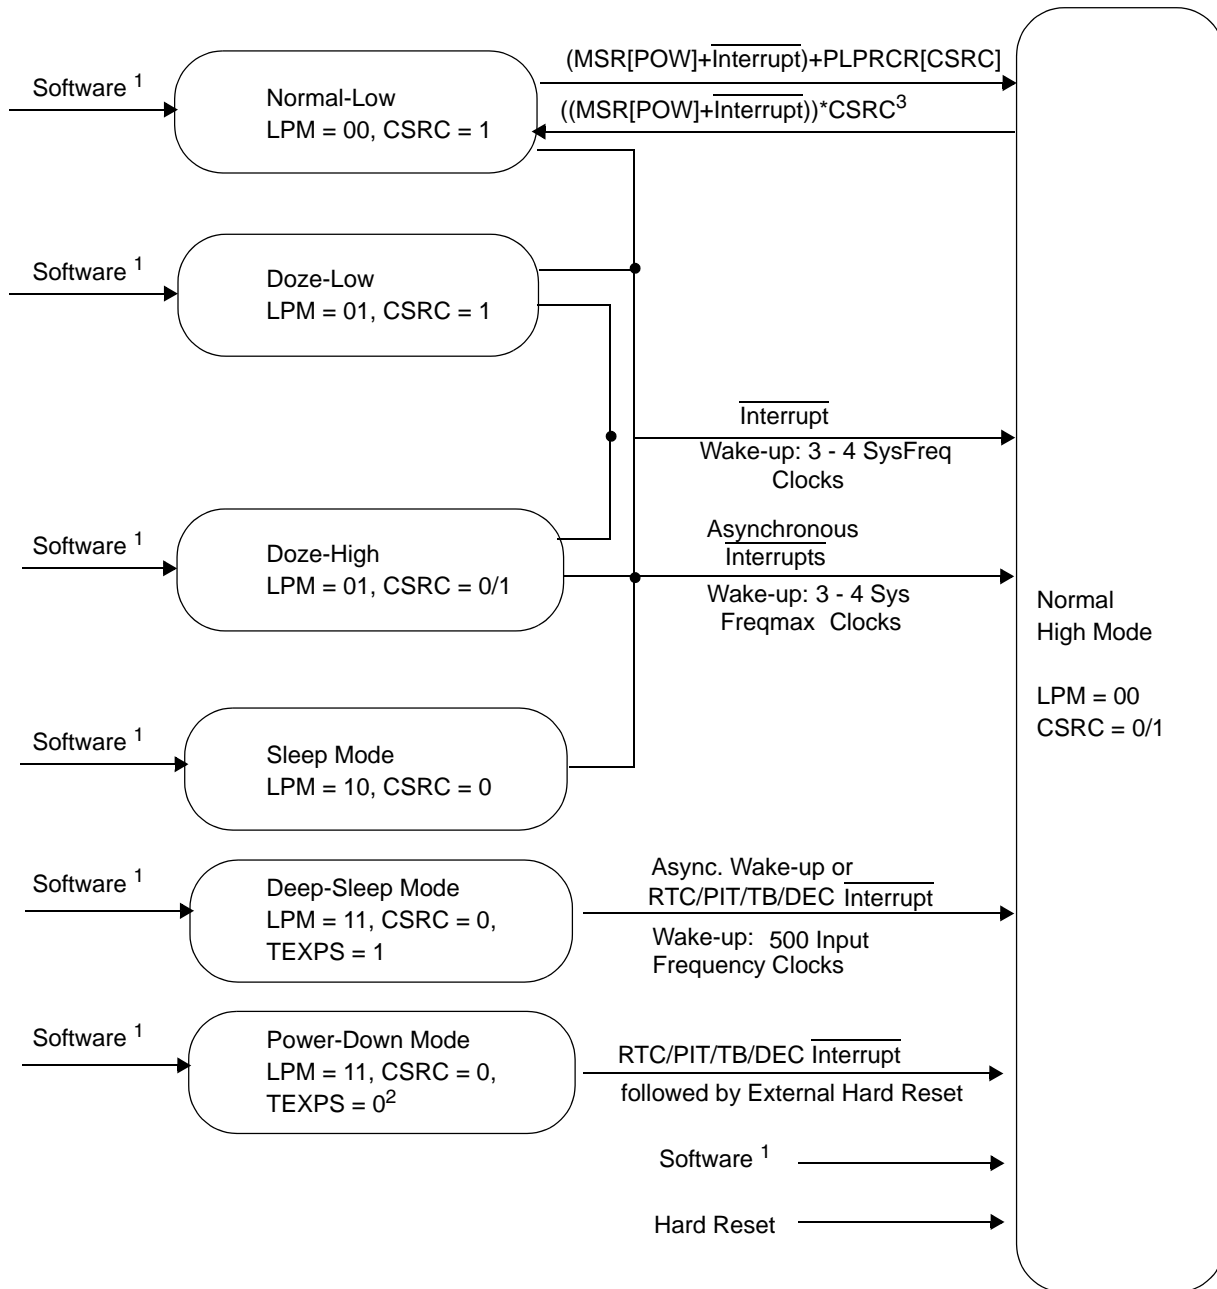 Software 1
Normal-Low
LPM = 00, CSRC = 1
(MSR[POW]+Interrupt)+PLPRCR[CSRC]
((MSR[POW]+Interrupt))*CSRC3
Software 1
Doze-Low
LPM = 01, CSRC = 1
Interrupt
Wake-up: 3 - 4 SysFreq
Clocks
Software 1
Doze-High
LPM = 01, CSRC = 0/1
Asynchronous
Interrupts
Wake-up: 3 - 4 Sys
Freqmax Clocks
Normal
High Mode
LPM = 00
CSRC = 0/1
Software 1
Sleep Mode
LPM = 10, CSRC = 0
Software 1
Deep-Sleep Mode
LPM = 11, CSRC = 0,
TEXPS = 1
Async. Wake-up or
RTC/PIT/TB/DEC Interrupt
Wake-up: 500 Input
Frequency Clocks
Software 1
Power-Down Mode
LPM = 11, CSRC = 0,
TEXPS = 02
RTC/PIT/TB/DEC Interrupt
followed by External Hard Reset
Software 1
Hard Reset